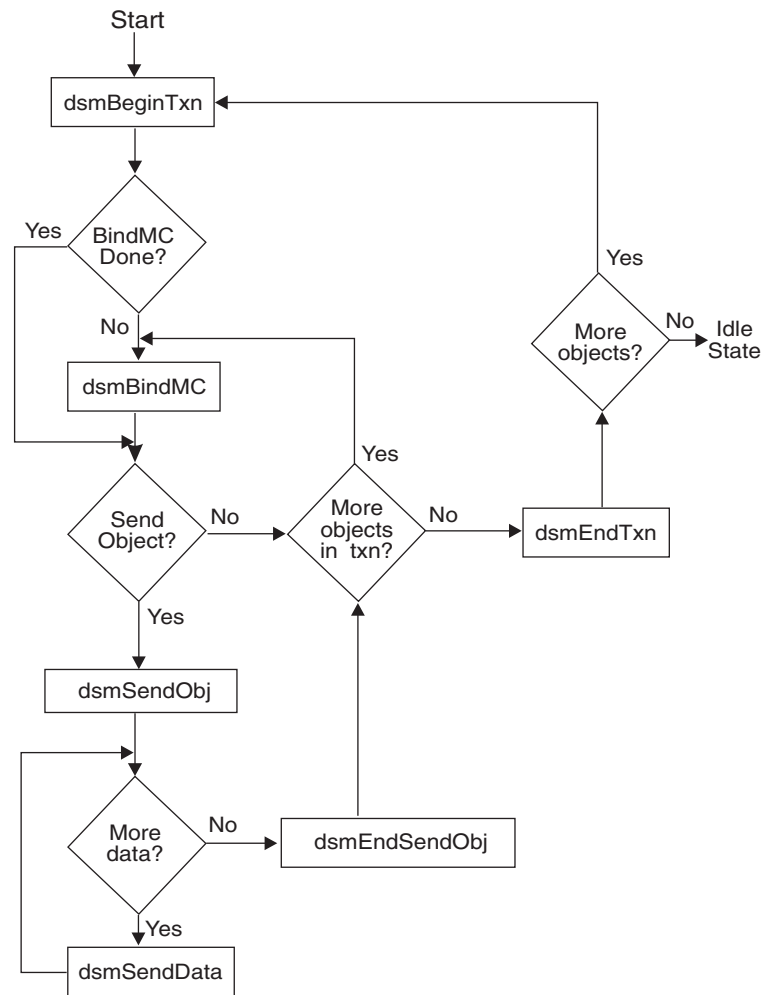 Start
dsmBeginTxn
Yes
BindMC
Done?
No
dsmBindMC
Yes
More
objects?
No
Idle
State
Send
Object?
No
Yes
More
objects
in txn?
No
dsmEndTxn
Yes
dsmSendObj
More
data?
No
dsmEndSendObj
Yes
dsmSendData